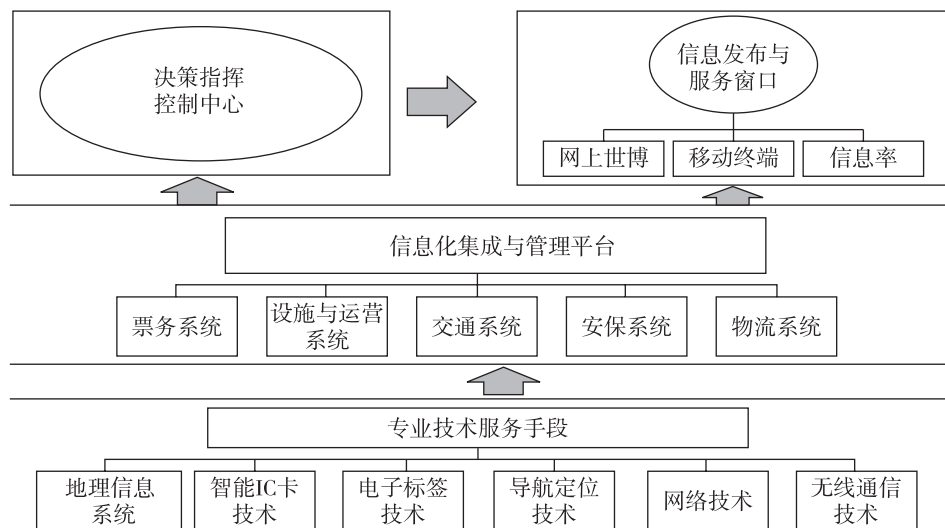 决策指挥
控制中心
信息发布与
服务窗口
网上世博
移动终端
信息率
信息化集成与管理平台
票务系统
设施与运营
系统
交通系统
安保系统
物流系统
专业技术服务手段
地理信息
系统
智能IC卡
技术
电子标签
技术
导航定位
技术
网络技术
无线通信
技术